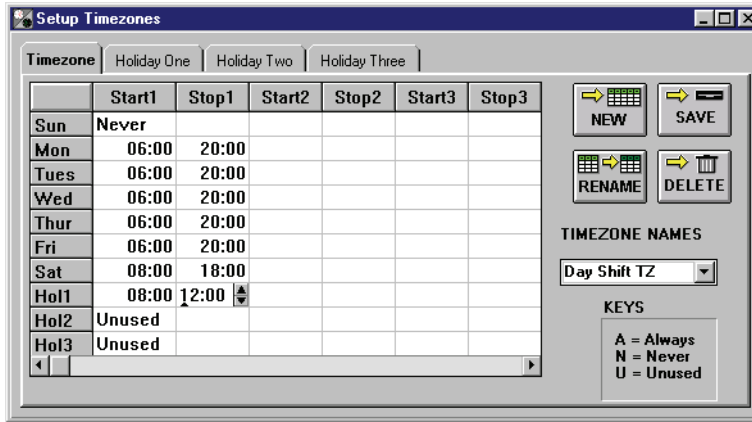 Setup Timezones
Timezone Holiday One Holiday Two Holiday Three
Start1 Stop1 Start2 Stop2 Start3 Stop3
Sun Never
Mon 06:00 20:00
Tues 06:00 20:00
Wed 06:00 20:00
Thur 06:00 20:00
Fri 06:00 20:00
Sat 08:00 18:00
Hol1 08:00 12:00
Hol2 Unused
Hol3 Unused
NEW SAVE
RENAME DELETE
TIMEZONE NAMES
Day Shift TZ
KEYS
A = Always
N = Never
U = Unused